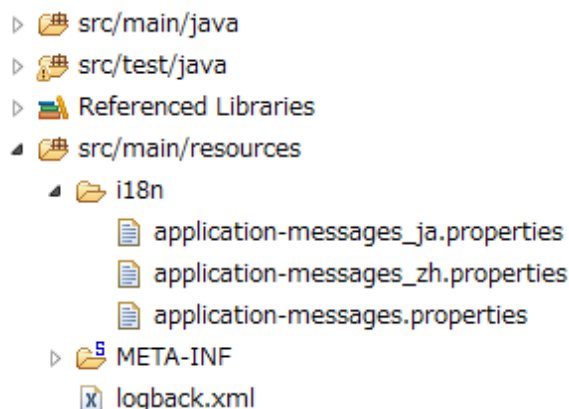 src/main/java
src/test/java
Referenced Libraries
src/main/resources
i18n
application-messages_ja.properties
application-messages_zh.properties
application-messages.properties
META-INF
logback.xml